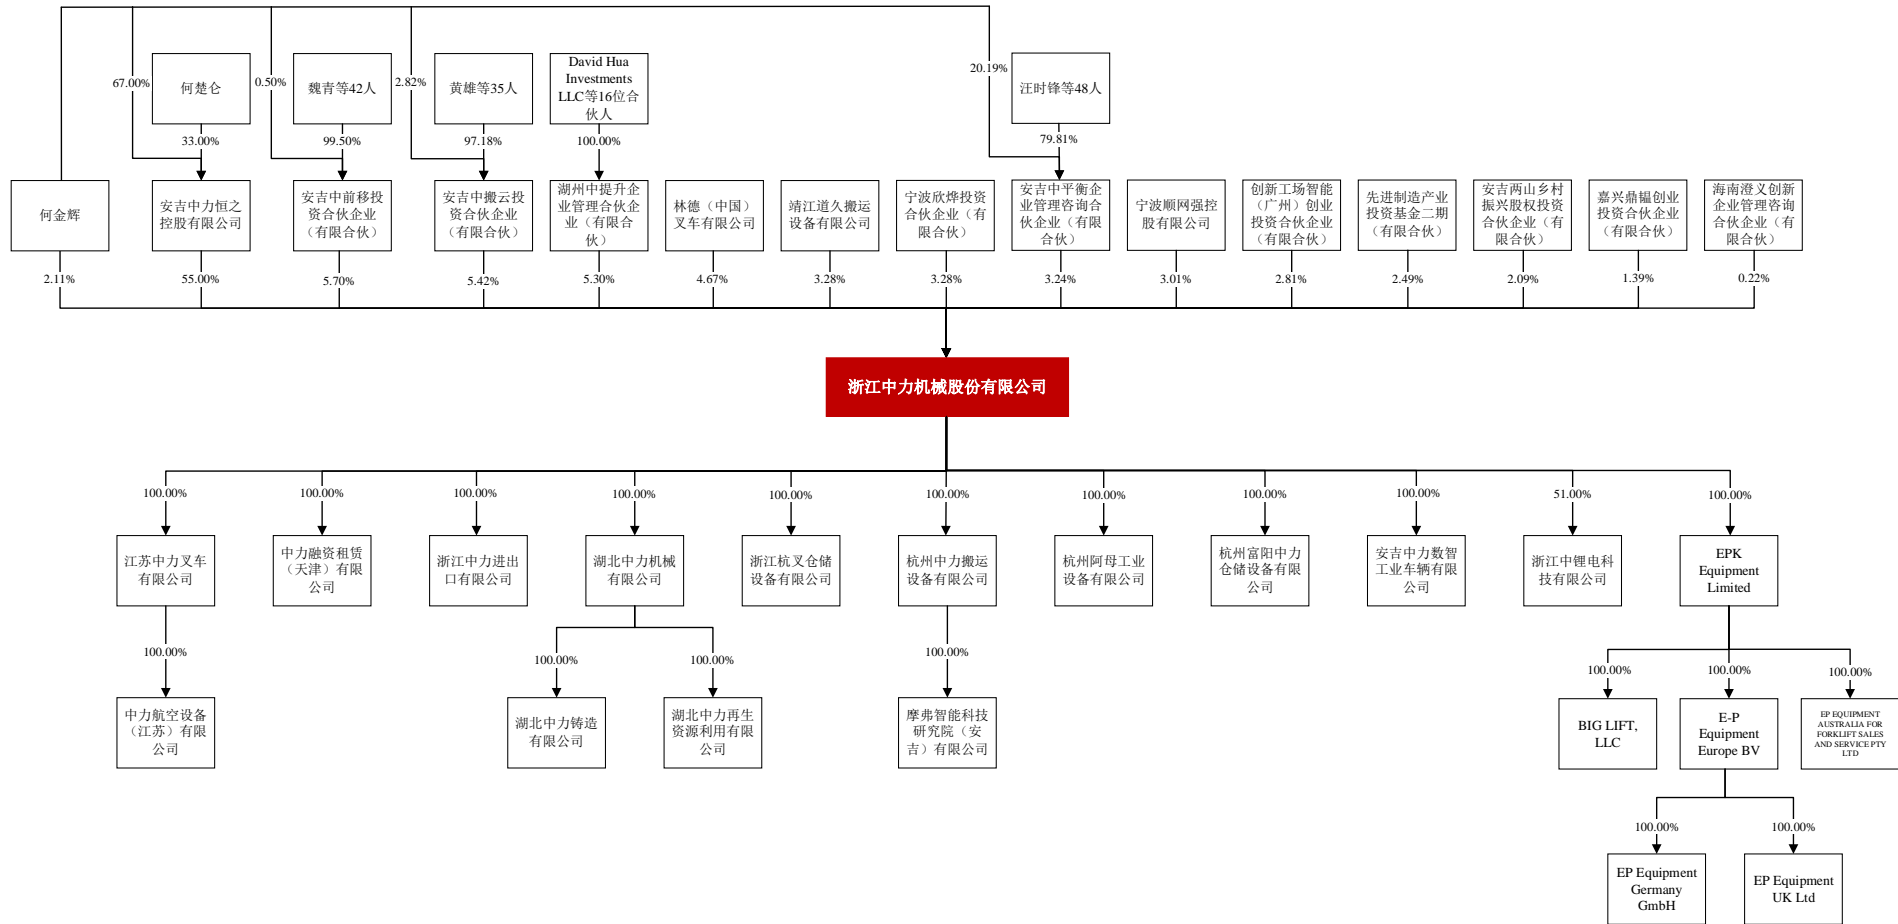 67.00%
何楚仑
0.50%
魏青等42人
2.82%
黄雄等35人
David Hua
Investments
LLC等16位合
伙人
20.19%
汪时锋等48人
33.00%
99.50%
97.18%
100.00%
79.81%
何金辉
安吉中力恒之
控股有限公司
安吉中前移投
资合伙企业
（有限合伙）
安吉中搬云投
资合伙企业
（有限合伙）
湖州中提升企
业管理合伙企
业（有限合
伙）
林德（中国）
叉车有限公司
靖江道久搬运
设备有限公司
宁波欣烨投资
合伙企业（有
限合伙）
安吉中平衡企
业管理咨询合
伙企业（有限
合伙）
宁波顺网强控
股有限公司
创新工场智能
（广州）创业
投资合伙企业
（有限合伙）
先进制造产业
投资基金二期
（有限合伙）
安吉两山乡村
振兴股权投资
合伙企业（有
限合伙）
嘉兴鼎韫创业
投资合伙企业
（有限合伙）
海南澄义创新
企业管理咨询
合伙企业（有
限合伙）
2.11%
55.00%
5.70%
5.42%
5.30%
4.67%
3.28%
3.28%
3.24%
3.01%
2.81%
2.49%
2.09%
1.39%
0.22%
浙江中力机械股份有限公司
100.00%
100.00%
100.00%
100.00%
100.00%
100.00%
100.00%
100.00%
100.00%
51.00%
100.00%
江苏中力叉车
有限公司
中力融资租赁
（天津）有限
公司
浙江中力进出
口有限公司
湖北中力机械
有限公司
浙江杭叉仓储
设备有限公司
杭州中力搬运
设备有限公司
杭州阿母工业
设备有限公司
杭州富阳中力
仓储设备有限
公司
安吉中力数智
工业车辆有限
公司
浙江中锂电科
技有限公司
EPK
Equipment
Limited
100.00%
100.00%
100.00%
100.00%
100.00%
100.00%
100.00%
中力航空设备
（江苏）有限
公司
湖北中力铸造
有限公司
湖北中力再生
资源利用有限
公司
摩弗智能科技
研究院（安
吉）有限公司
BIG LIFT,
LLC
E-P
Equipment
Europe BV
EP EQUIPMENT
AUSTRALIA FOR
FORKLIFT SALES
AND SERVICE PTY
LTD
100.00%
100.00%
EP Equipment
Germany
GmbH
EP Equipment
UK Ltd